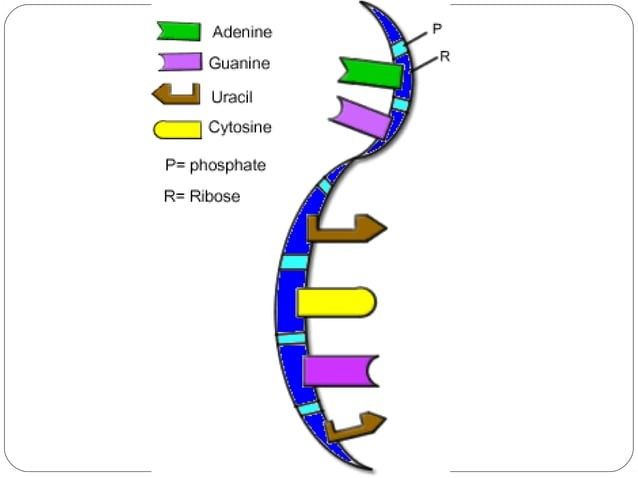 Adenine
Guanine
Uracil
Cytosine
P= phosphate
R= Ribose
P
R